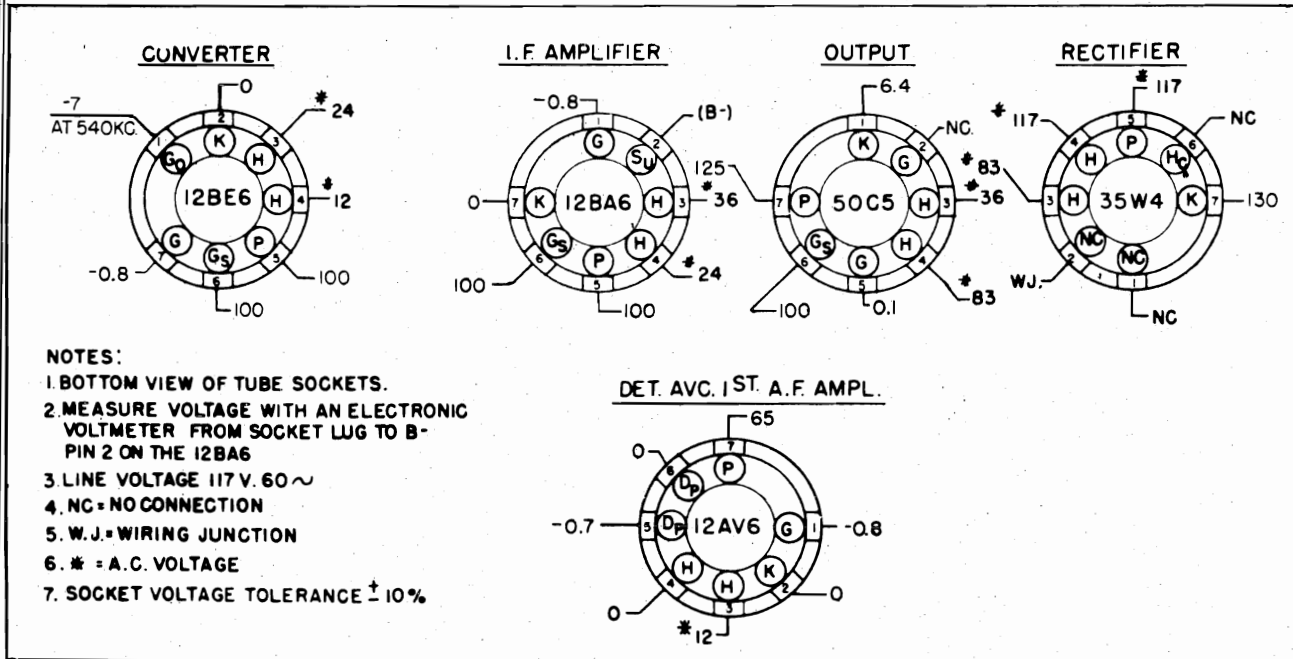 CONVERTER
I.F. AMPLIFIER
OUTPUT
RECTIFIER
-7
AT 540KC.
0
* 24
* 12
100
100
-0.8
1
2
3
4
5
6
7
GO
K
H
H
P
GS
G
12BE6
-0.8
(B-)
* 36
* 24
100
100
0
1
2
3
4
5
6
7
G
SU
H
H
P
GS
K
12BA6
6.4
NC.
* 36
* 83
0.1
100
125
1
2
3
4
5
6
7
K
G
H
H
G
GS
P
50C5
* 117
* 117
NC
* 83
130
WJ.
NC
5
6
7
1
1
2
3
4
P
HC
K
NC
NC
H
H
35W4
NOTES:
1. BOTTOM VIEW OF TUBE SOCKETS.
2. MEASURE VOLTAGE WITH AN ELECTRONIC
VOLTMETER FROM SOCKET LUG TO B-
PIN 2 ON THE 12BA6
3. LINE VOLTAGE 117 V. 60 ~
4. NC = NO CONNECTION
5. W.J. = WIRING JUNCTION
6. * = A.C. VOLTAGE
7. SOCKET VOLTAGE TOLERANCE ± 10 %
DET. AVC. 1ST. A.F. AMPL.
65
0
-0.7
-0.8
0
0
* 12
7
6
5
4
3
2
1
P
DP
DP
H
H
K
G
12AV6